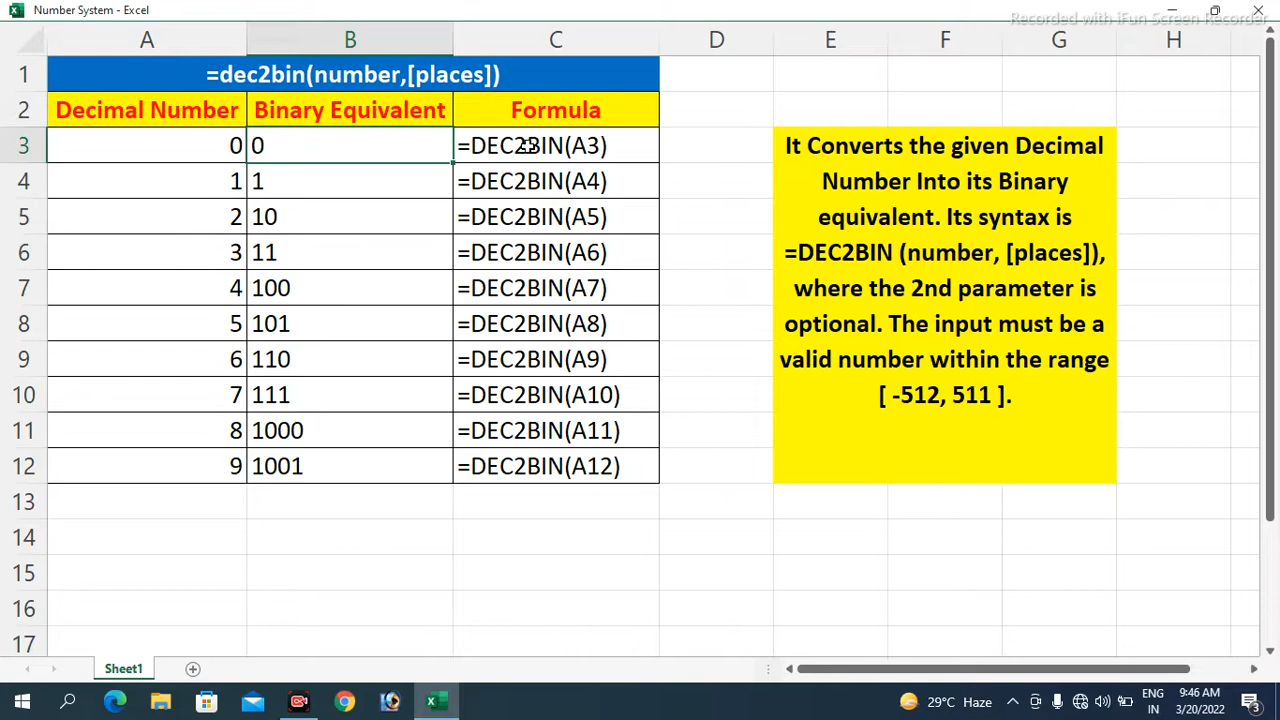 Number System - Excel
Recorded with iFun Screen Recorder
A B C D E F G H
1 =dec2bin(number,[places])
2 Decimal Number Binary Equivalent Formula
3 0 0 =DEC2BIN(A3)
4 1 1 =DEC2BIN(A4)
5 2 10 =DEC2BIN(A5)
6 3 11 =DEC2BIN(A6)
7 4 100 =DEC2BIN(A7)
8 5 101 =DEC2BIN(A8)
9 6 110 =DEC2BIN(A9)
10 7 111 =DEC2BIN(A10)
11 8 1000 =DEC2BIN(A11)
12 9 1001 =DEC2BIN(A12)
13
14
15
16
17
It Converts the given Decimal
Number Into its Binary
equivalent. Its syntax is
=DEC2BIN (number, [places]),
where the 2nd parameter is
optional. The input must be a
valid number within the range
[ -512, 511 ].
Sheet1
29°C Haze
ENG
IN
9:46 AM
3/20/2022
3